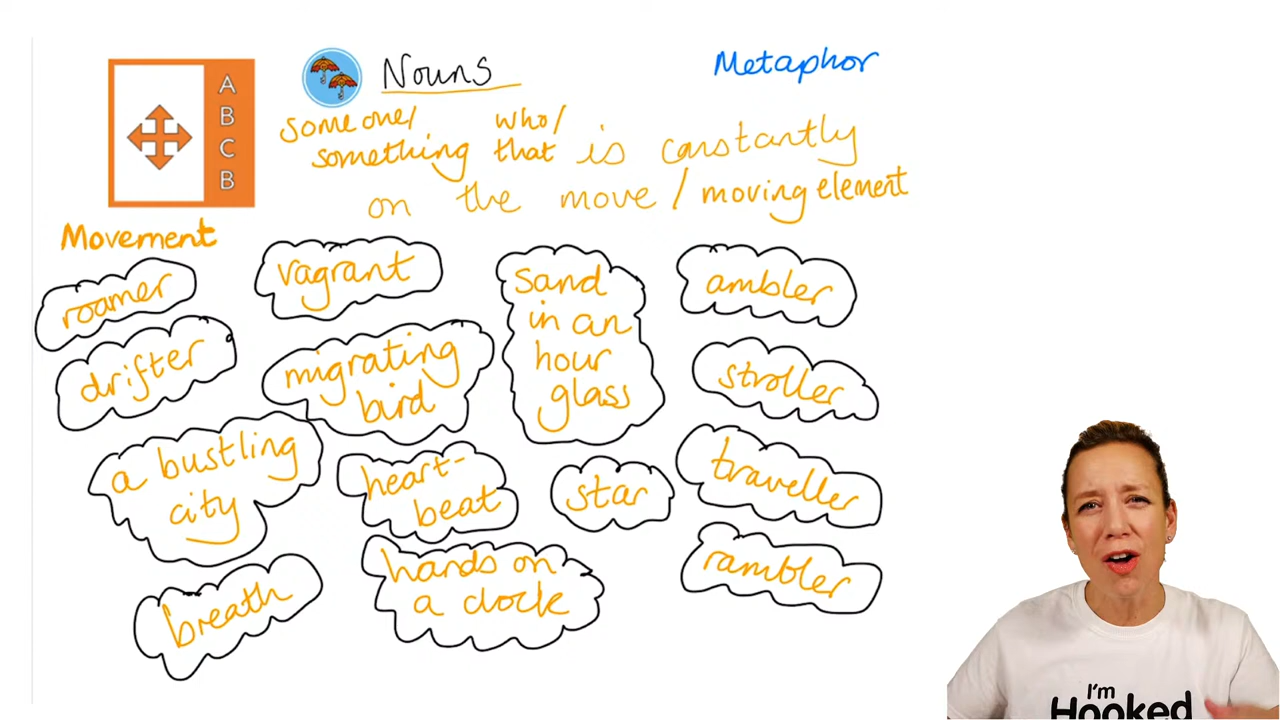 A
B
C
B
Nouns
Metaphor
someone/ who/
something that is constantly
on the move / moving element
Movement
roamer
vagrant
sand
in an
hour
glass
ambler
drifter
migrating
bird
stroller
a bustling
city
heart-
beat
star
traveller
breath
hands on
a clock
rambler
I'm
Hooked